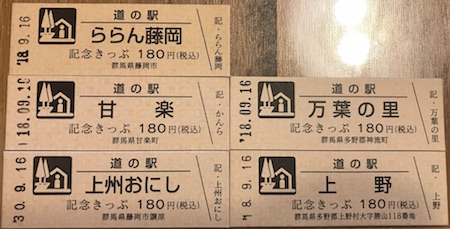 '18.9.16
道の駅
ららん藤岡
記念きっぷ 180円(税込)
群馬県藤岡市
記・ららん藤岡
'18.09.16
道の駅
甘 楽
記念きっぷ 180円(税込)
群馬県甘楽町
記・かんら
30.9.16
道の駅
上州おにし
記念きっぷ 180円(税込)
群馬県藤岡市譲原
記・上州おにし
'18.09.16
道の駅
万葉の里
記念きっぷ 180円(税込)
群馬県多野郡神流町
記・万葉の里
18.9.16
道の駅
上 野
記念きっぷ 180円(税込)
群馬県多野郡上野村大字勝山118番地
記・上野